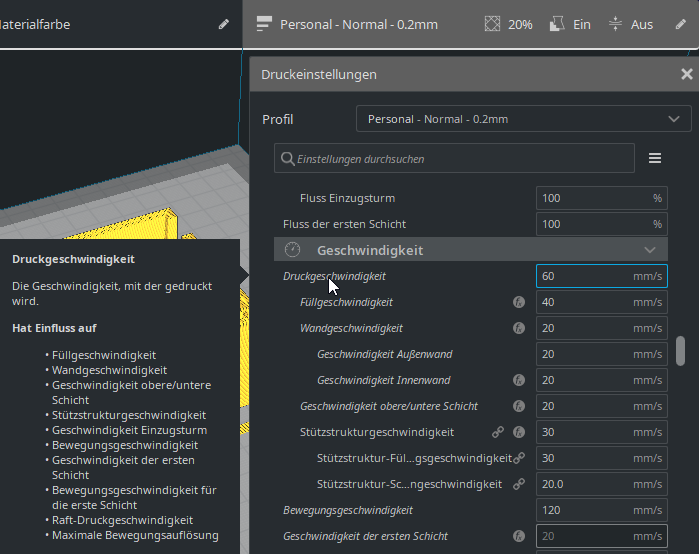 aterialfarbe
Personal - Normal - 0.2mm
20%
Ein
Aus
Druckeinstellungen
Profil
Personal - Normal - 0.2mm
Einstellungen durchsuchen
Fluss Einzugsturm 100 %
Fluss der ersten Schicht 100 %
Geschwindigkeit
Druckgeschwindigkeit 60 mm/s
Füllgeschwindigkeit 40 mm/s
Wandgeschwindigkeit 20 mm/s
Geschwindigkeit Außenwand 20 mm/s
Geschwindigkeit Innenwand 20 mm/s
Geschwindigkeit obere/untere Schicht 20 mm/s
Stützstrukturgeschwindigkeit 30 mm/s
Stützstruktur-Fül...gsgeschwindigkeit 30 mm/s
Stützstruktur-Sc...ngeschwindigkeit 20.0 mm/s
Bewegungsgeschwindigkeit 120 mm/s
Geschwindigkeit der ersten Schicht 20 mm/s
Druckgeschwindigkeit
Die Geschwindigkeit, mit der gedruckt
wird.
Hat Einfluss auf
• Füllgeschwindigkeit
• Wandgeschwindigkeit
• Geschwindigkeit obere/untere
Schicht
• Stützstrukturgeschwindigkeit
• Geschwindigkeit Einzugsturm
• Bewegungsgeschwindigkeit
• Geschwindigkeit der ersten
Schicht
• Bewegungsgeschwindigkeit für
die erste Schicht
• Raft-Druckgeschwindigkeit
• Maximale Bewegungsauflösung